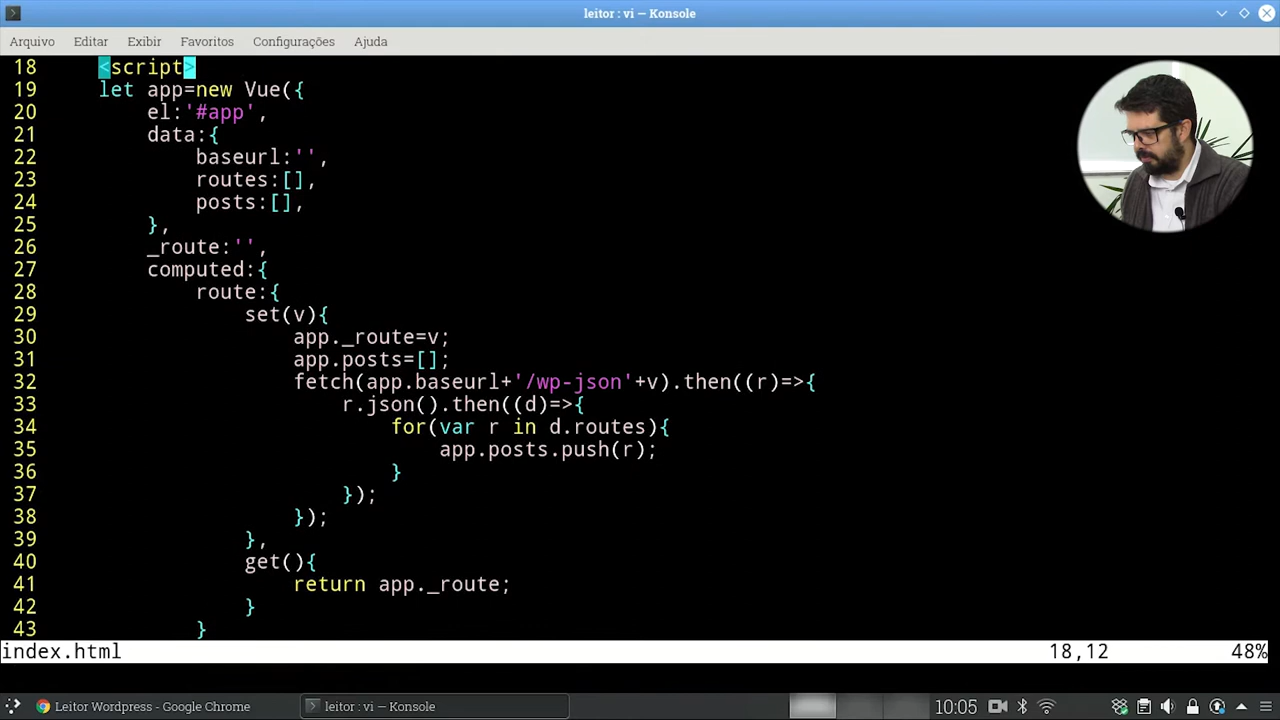 leitor : vi — Konsole
Arquivo Editar Exibir Favoritos Configurações Ajuda
18 <script>
19 let app=new Vue({
20 el:'#app',
21 data:{
22 baseurl:'',
23 routes:[],
24 posts:[],
25 },
26 _route:'',
27 computed:{
28 route:{
29 set(v){
30 app._route=v;
31 app.posts=[];
32 fetch(app.baseurl+'/wp-json'+v).then((r)=>{
33 r.json().then((d)=>{
34 for(var r in d.routes){
35 app.posts.push(r);
36 }
37 });
38 });
39 },
40 get(){
41 return app._route;
42 }
43 }
index.html 18,12 48%
Leitor Wordpress - Google Chrome leitor : vi — Konsole 10:05